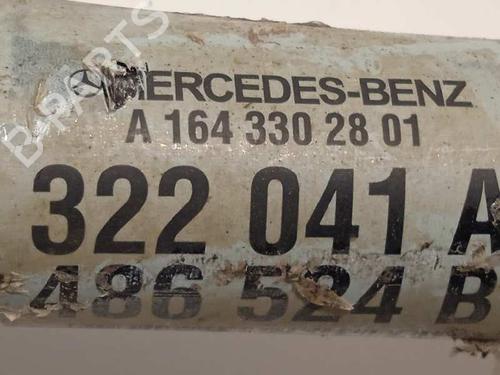 B-PARTS
MERCEDES-BENZ
A 164 330 28 01
322 041 A
486 524 B